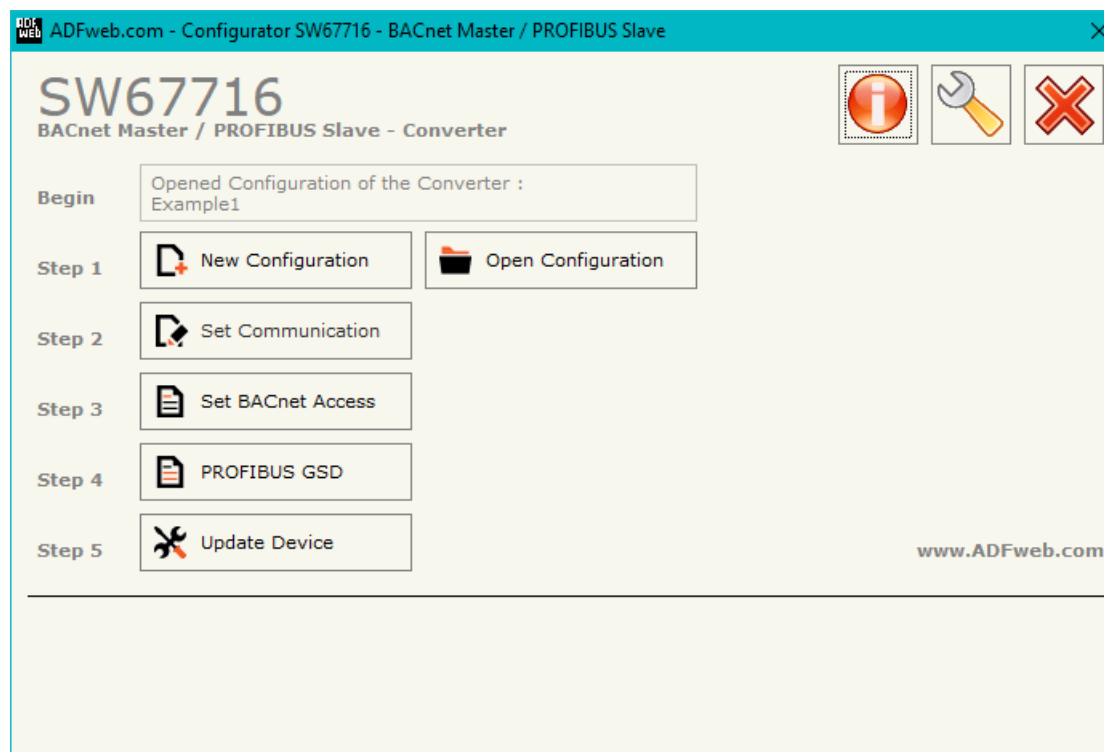 ADF
WEB
ADFweb.com - Configurator SW67716 - BACnet Master / PROFIBUS Slave
SW67716
BACnet Master / PROFIBUS Slave - Converter
Begin
Opened Configuration of the Converter :
Example1
Step 1
New Configuration
Open Configuration
Step 2
Set Communication
Step 3
Set BACnet Access
Step 4
PROFIBUS GSD
Step 5
Update Device
www.ADFweb.com